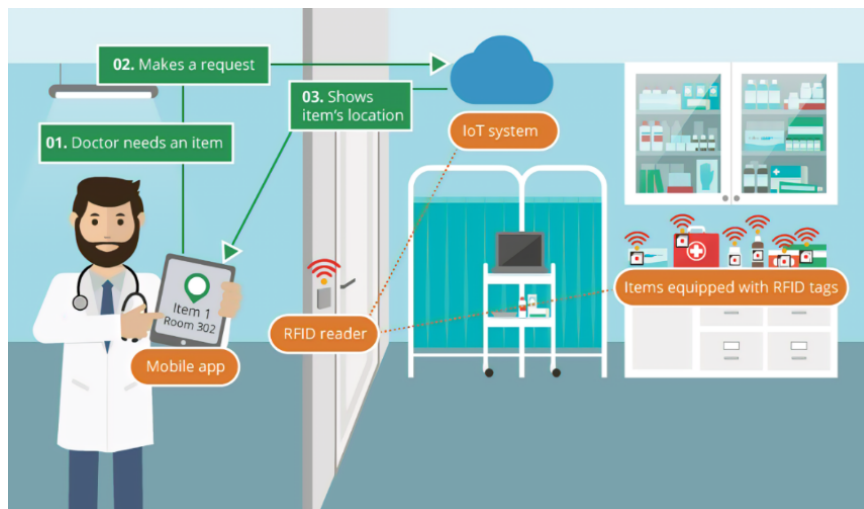 02. Makes a request
03. Shows
item's location
01. Doctor needs an item
IoT system
Item 1
Room 302
RFID reader
Items equipped with RFID tags
Mobile app